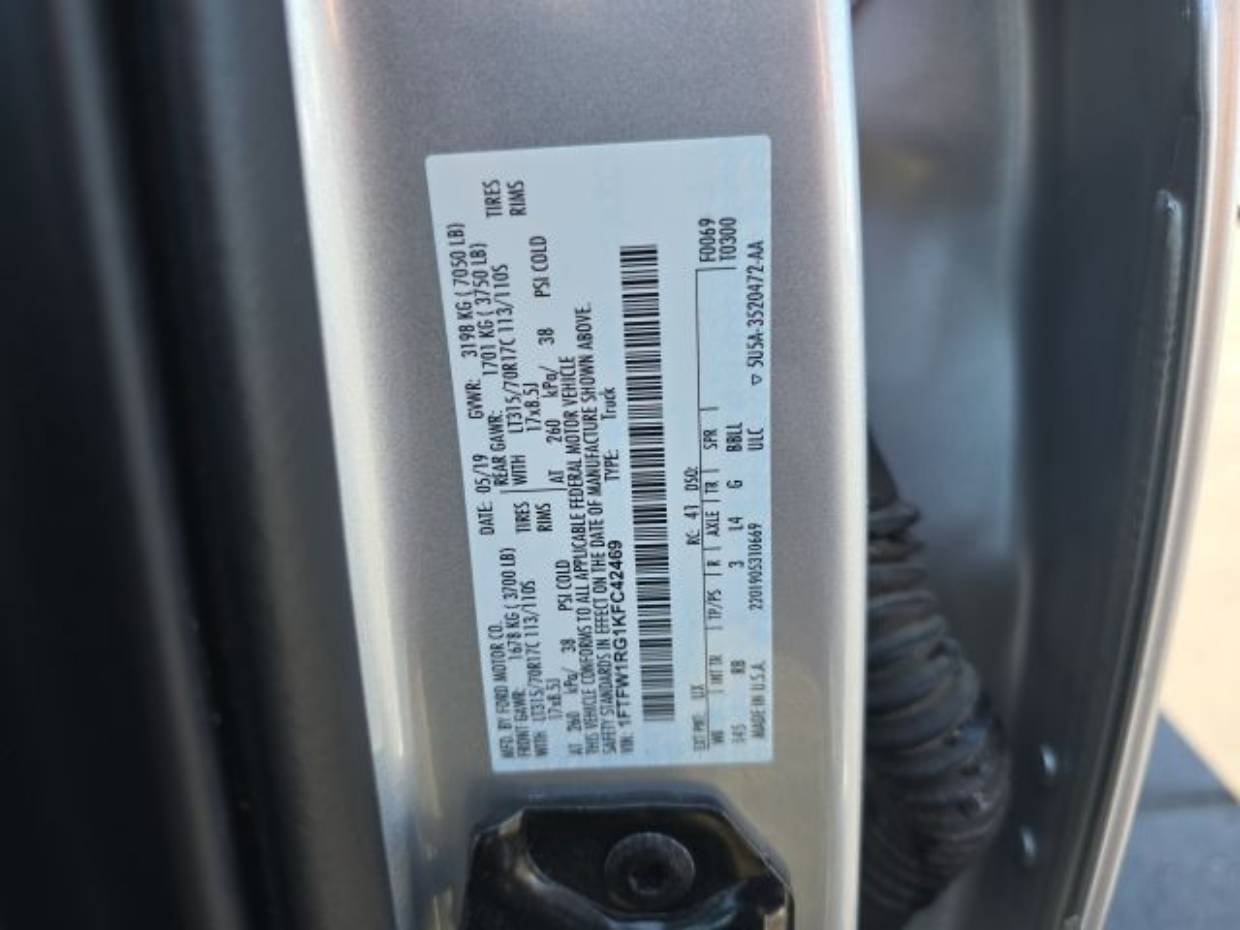 MFD. BY FORD MOTOR CO. DATE: 05/19 GVWR: 3198 KG ( 7050 LB)
FRONT GAWR: 1678 KG ( 3700 LB) REAR GAWR: 1701 KG ( 3750 LB)
WITH LT315/70R17C 113/110S TIRES WITH LT315/70R17C 113/110S TIRES
17x8.5J RIMS 17x8.5J RIMS
AT 260 kPa/ 38 PSI COLD AT 260 kPa/ 38 PSI COLD
THIS VEHICLE CONFORMS TO ALL APPLICABLE FEDERAL MOTOR VEHICLE
SAFETY STANDARDS IN EFFECT ON THE DATE OF MANUFACTURE SHOWN ABOVE.
VIN: 1FTFW1RG1KFC42469 TYPE: Truck
EXT PNT: UX RC: 41 DSO: F0069
WB INT TR TP/PS R AXLE TR SPR T0300
145 RB 3 L4 G BBLL
MADE IN U.S.A. 2201905310669 ULC ▽ 5U5A-3520472-AA